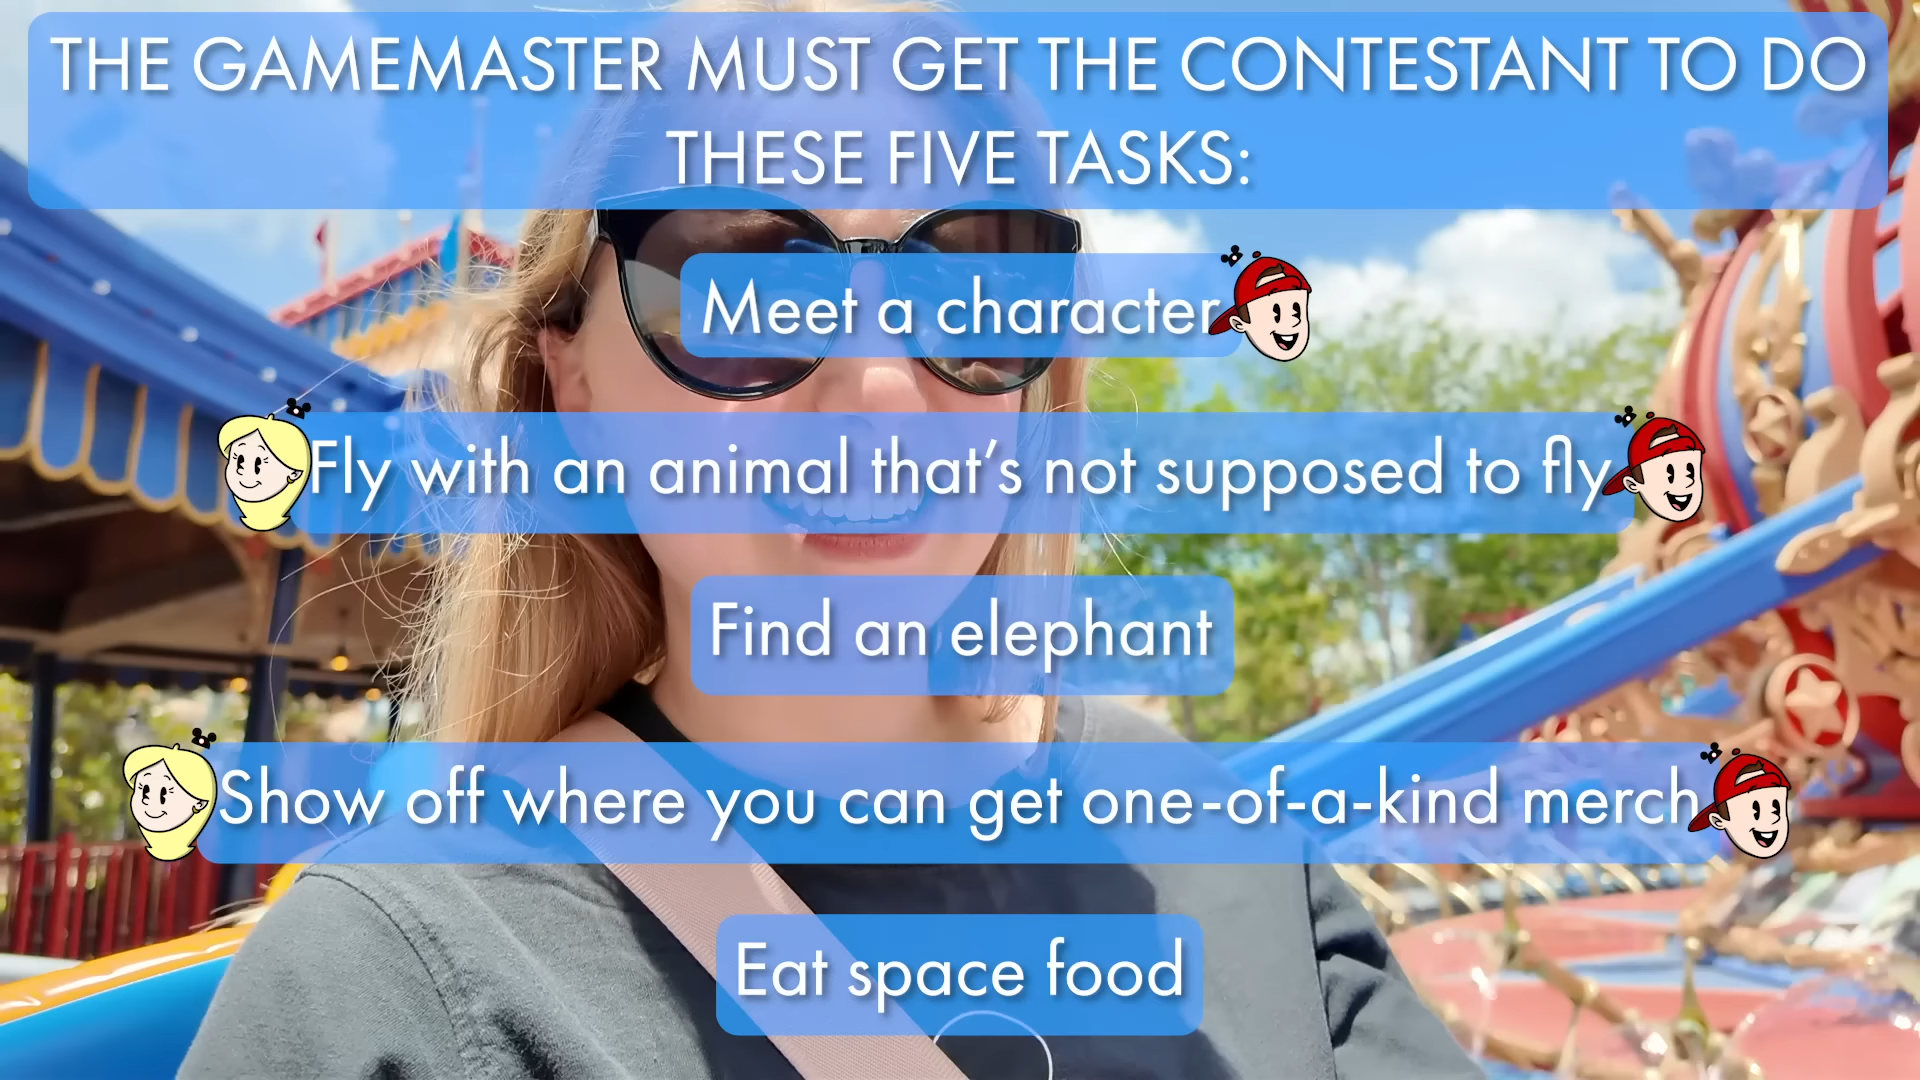 THE GAMEMASTER MUST GET THE CONTESTANT TO DO
THESE FIVE TASKS:
Meet a character
Fly with an animal that’s not supposed to fly
Find an elephant
Show off where you can get one-of-a-kind merch
Eat space food